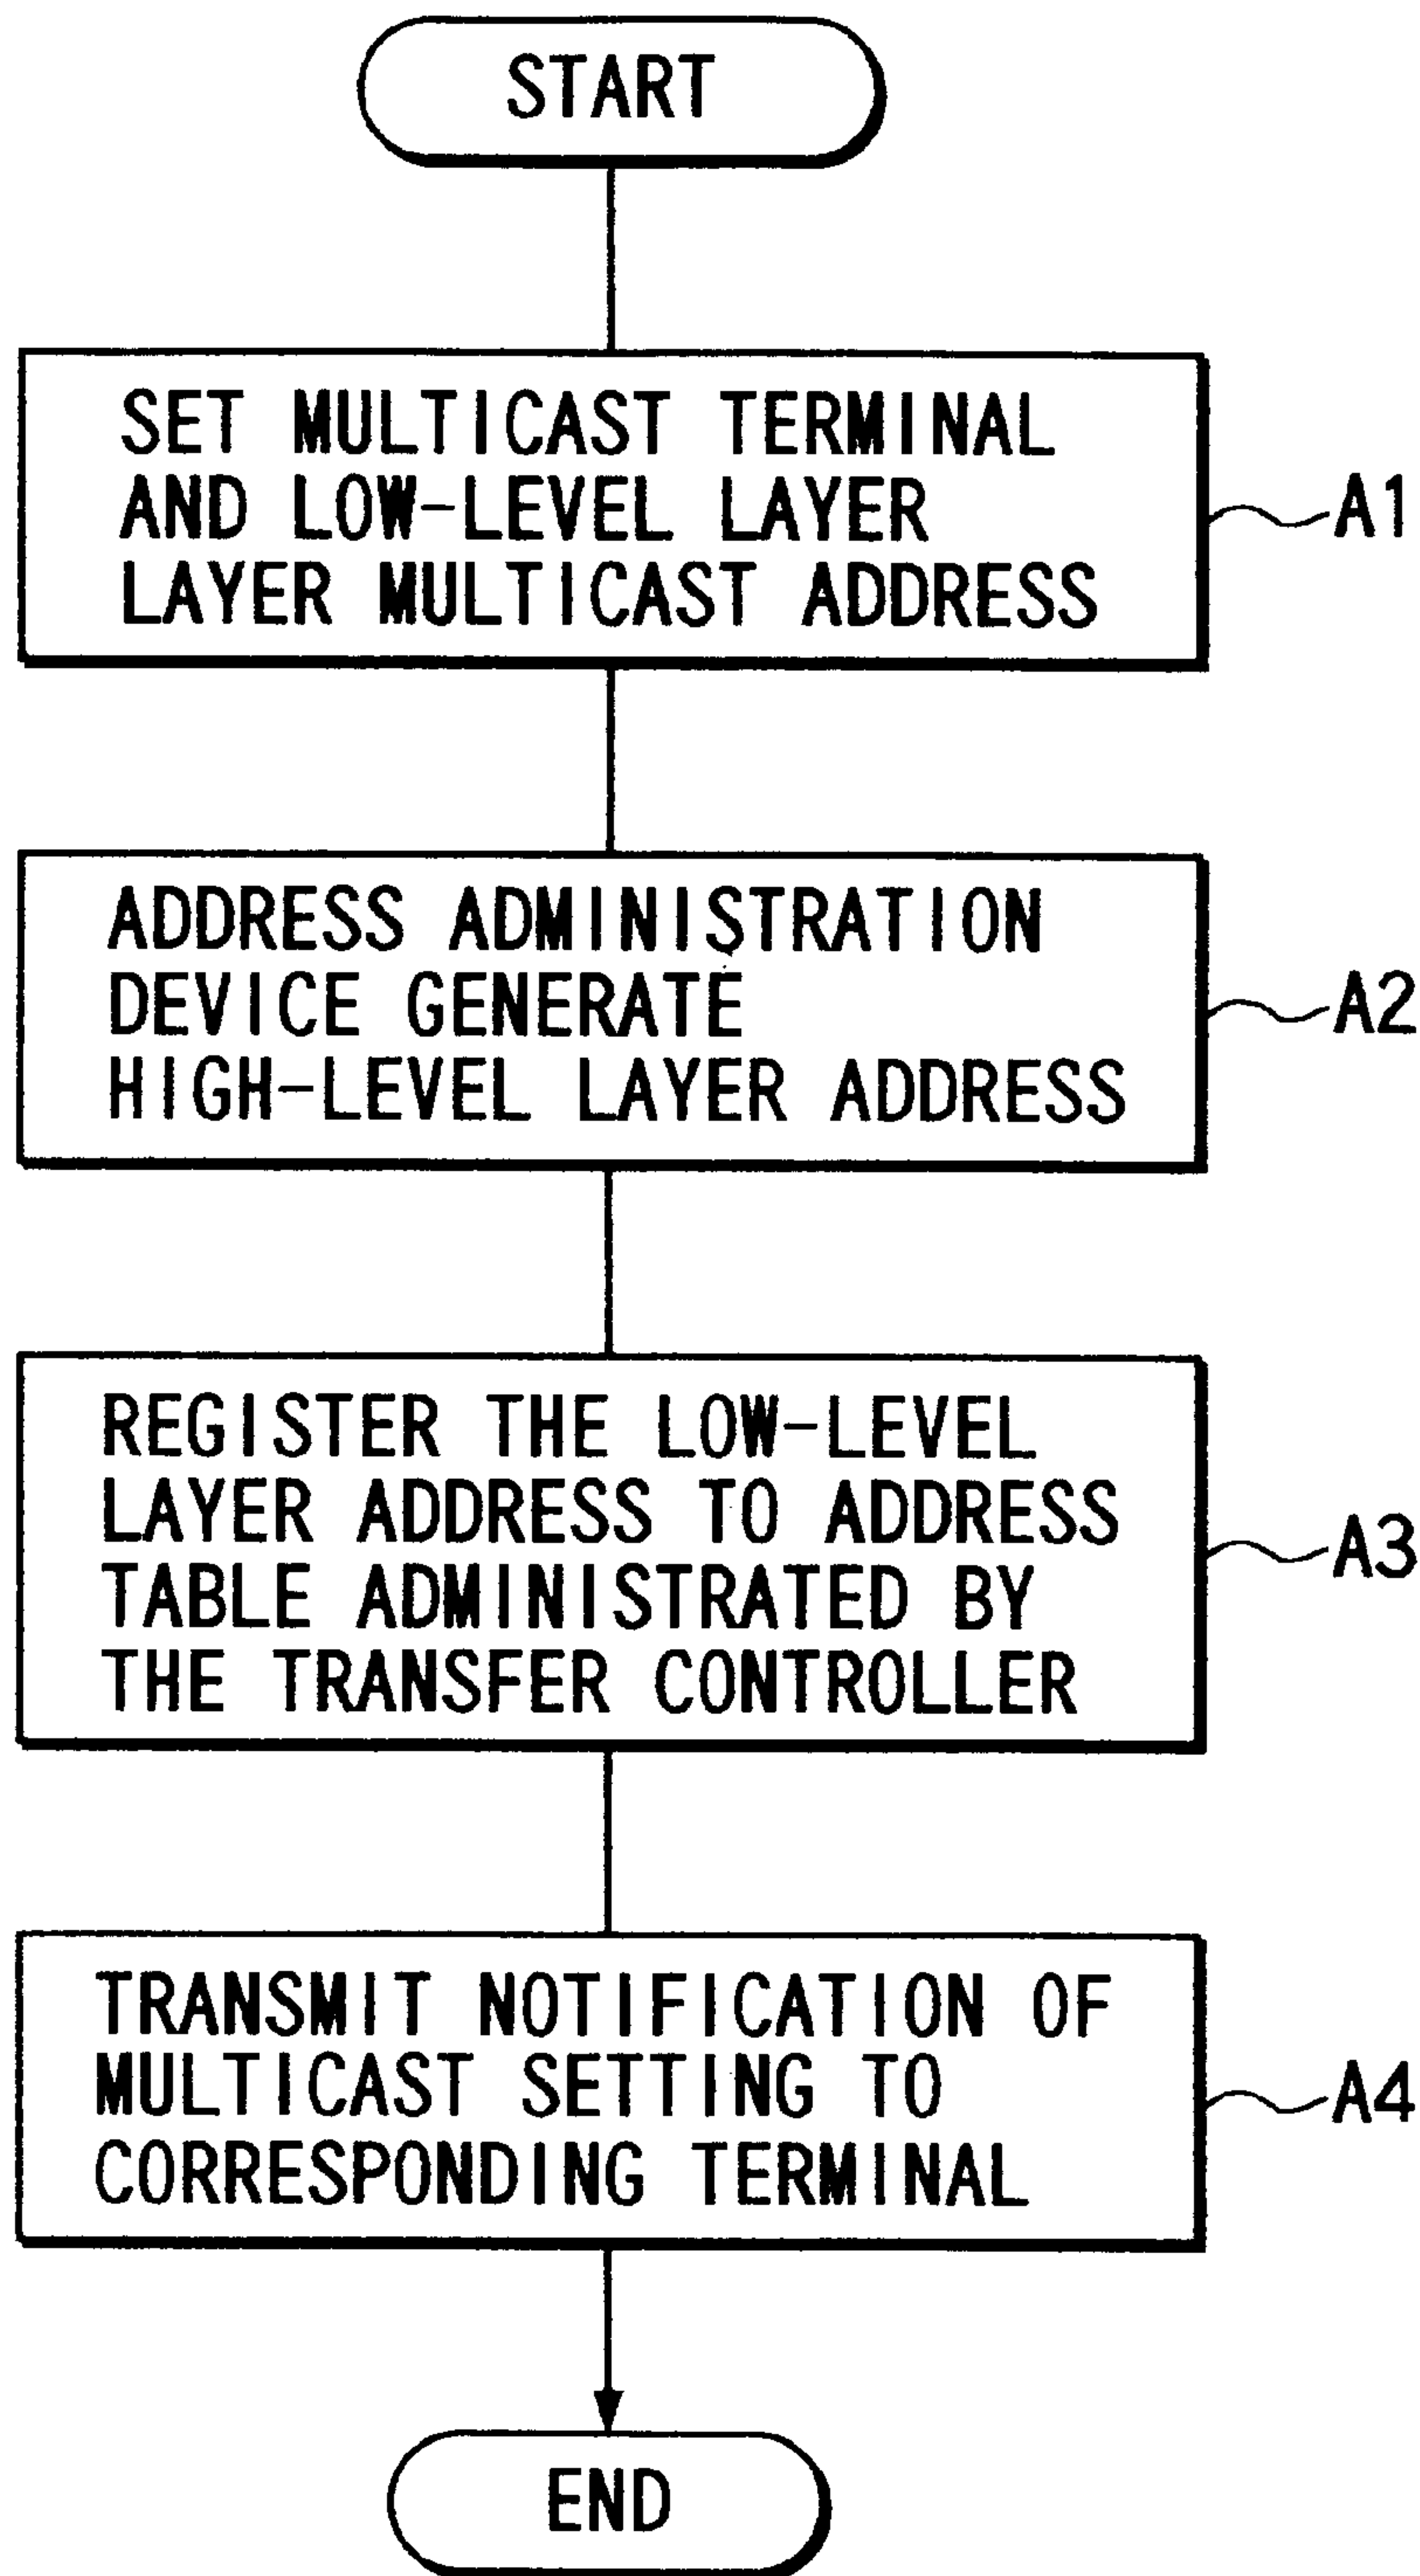 START
SET MULTICAST TERMINAL
AND LOW-LEVEL LAYER
LAYER MULTICAST ADDRESS
A1
ADDRESS ADMINISTRATION
DEVICE GENERATE
HIGH-LEVEL LAYER ADDRESS
A2
REGISTER THE LOW-LEVEL
LAYER ADDRESS TO ADDRESS
TABLE ADMINISTRATED BY
THE TRANSFER CONTROLLER
A3
TRANSMIT NOTIFICATION OF
MULTICAST SETTING TO
CORRESPONDING TERMINAL
A4
END